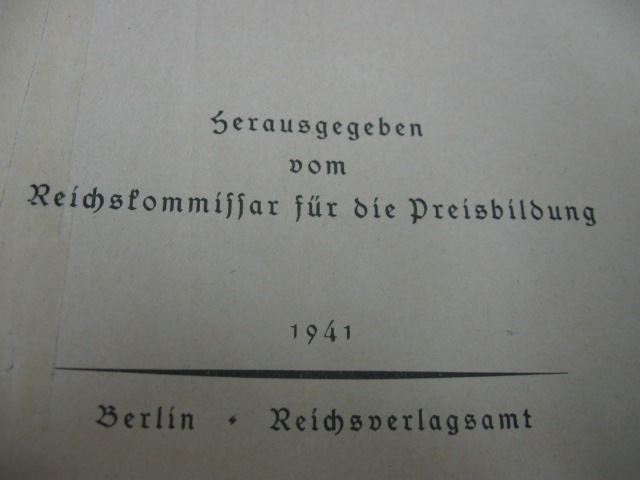 Herausgegeben
vom
Reichskommissar für die Preisbildung
1941
Berlin · Reichsverlagsamt